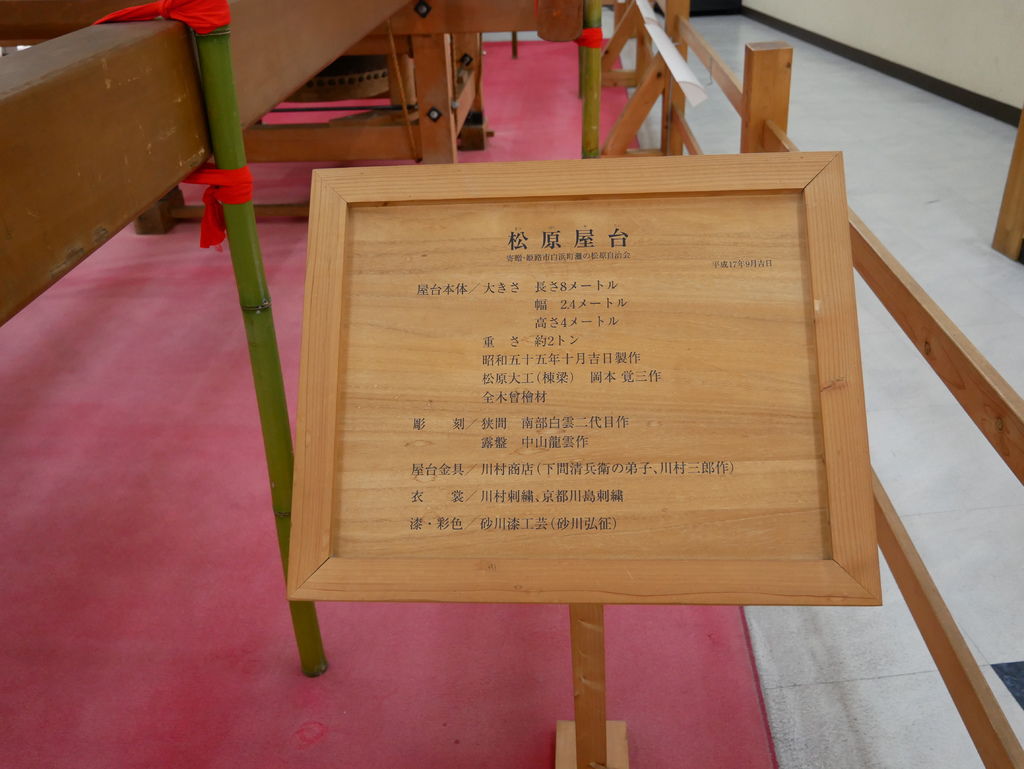 松原屋台
寄贈・姫路市白浜町灘の松原自治会
平成17年9月吉日
屋台本体／大きさ　長さ8メートル
幅　2.4メートル
高さ4メートル
重　さ　約2トン
昭和五十五年十月吉日製作
松原大工（棟梁）　岡本 覚三作
全木曾檜材
彫　刻／狭間　南部白雲二代目作
露盤　中山龍雲作
屋台金具／川村商店（下間清兵衛の弟子、川村三郎作）
衣　裳／川村刺繍、京都川島刺繍
漆・彩色／砂川漆工芸（砂川弘征）